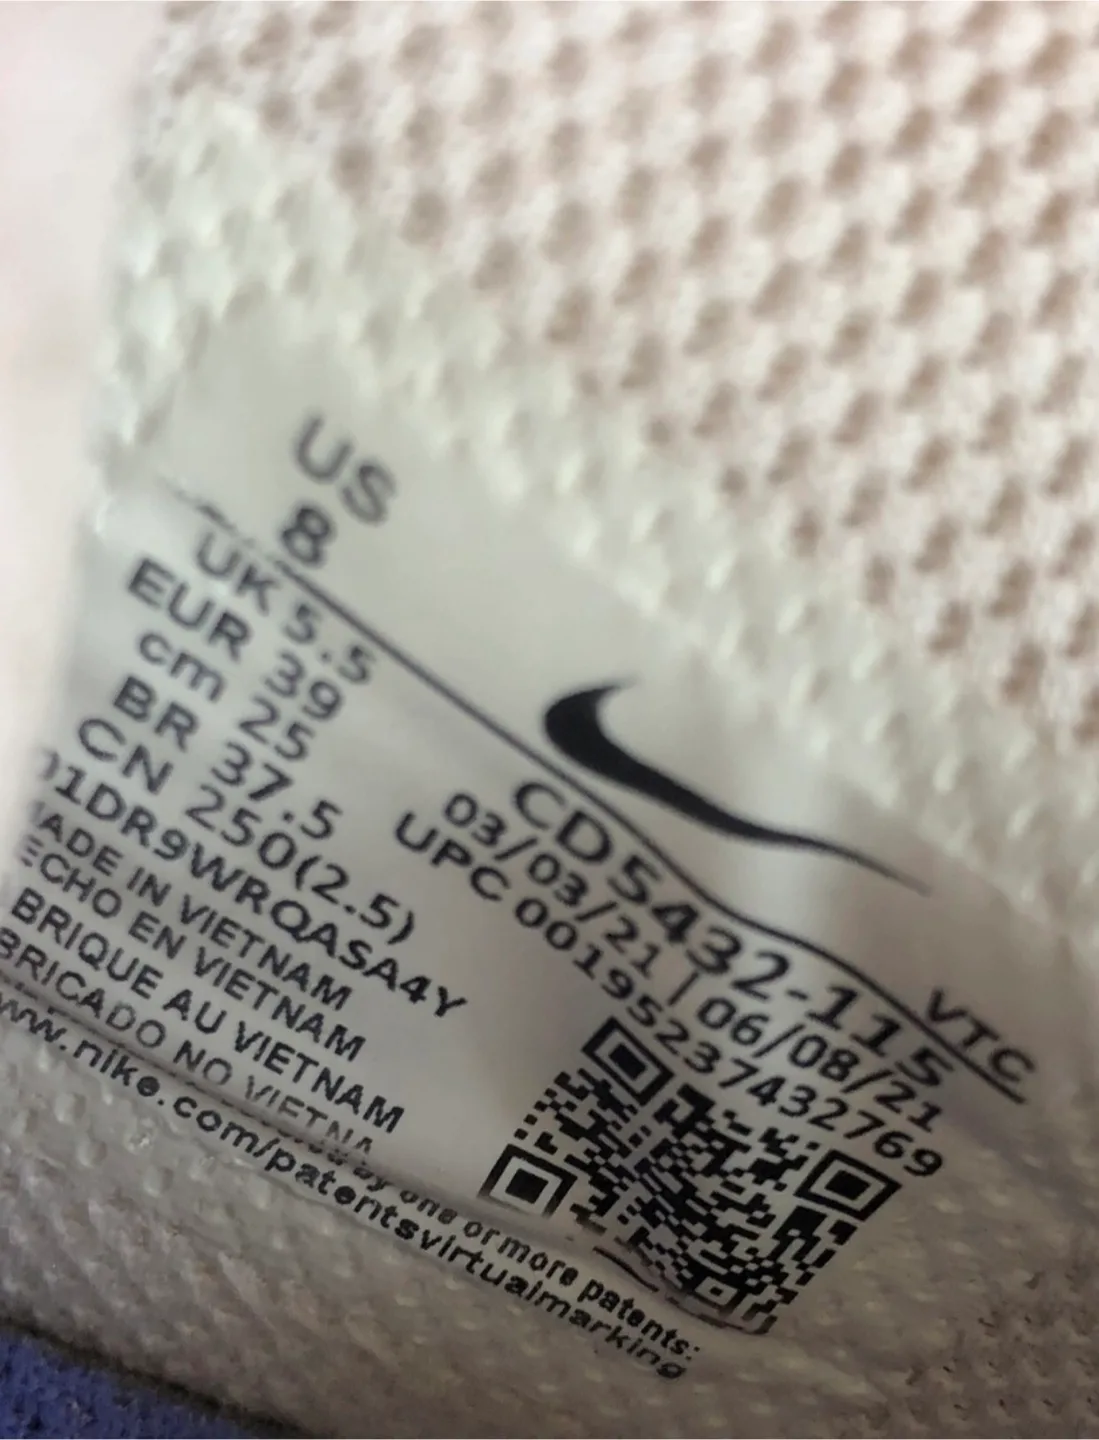 US
8
UK 5.5
EUR 39
cm 25
BR 37.5
CN 250(2.5)
01DR9WRQASA4Y
MADE IN VIETNAM
ECHO EN VIETNAM
BRIQUE AU VIETNAM
BRICADO NO VIETNA
VTC
CD5432-115
03/03/21 | 06/08/21
UPC 00195237432769
by one or more patents:
www.nike.com/patentsvirtualmarking